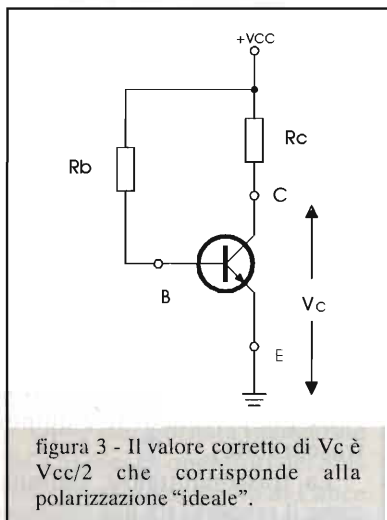 +VCC
Rb
Rc
C
B
Vc
E
figura 3 - Il valore corretto di Vc è
Vcc/2 che corrisponde alla
polarizzazione "ideale".